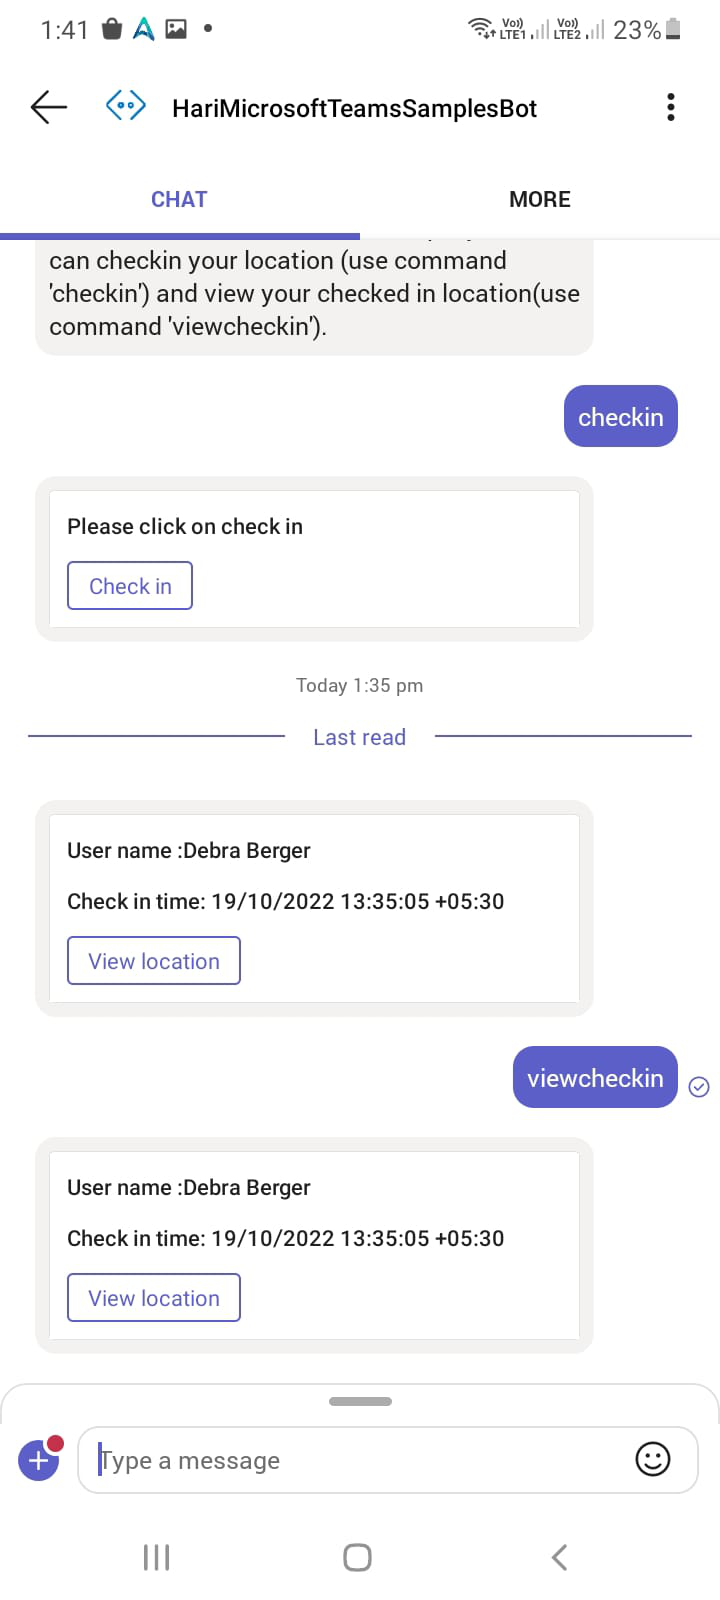 1:41
Vo)) LTE1 Vo)) LTE2 23%
HariMicrosoftTeamsSamplesBot
CHAT MORE
can checkin your location (use command
'checkin') and view your checked in location(use
command 'viewcheckin').
checkin
Please click on check in
Check in
Today 1:35 pm
Last read
User name :Debra Berger
Check in time: 19/10/2022 13:35:05 +05:30
View location
viewcheckin
User name :Debra Berger
Check in time: 19/10/2022 13:35:05 +05:30
View location
Type a message